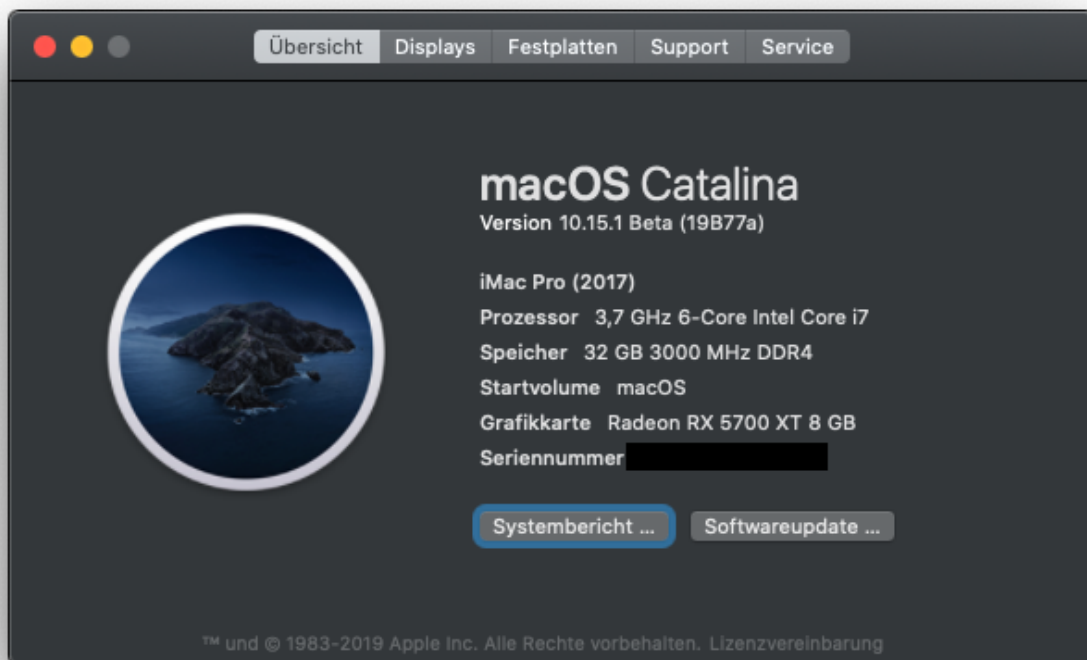 Übersicht Displays Festplatten Support Service
macOS Catalina
Version 10.15.1 Beta (19B77a)
iMac Pro (2017)
Prozessor 3,7 GHz 6-Core Intel Core i7
Speicher 32 GB 3000 MHz DDR4
Startvolume macOS
Grafikkarte Radeon RX 5700 XT 8 GB
Seriennummer
Systembericht ... Softwareupdate ...
™ und © 1983-2019 Apple Inc. Alle Rechte vorbehalten. Lizenzvereinbarung